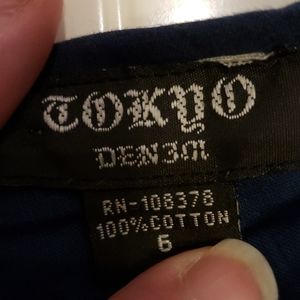 TOKYO
DENIM
RN-108378
100% COTTON
6